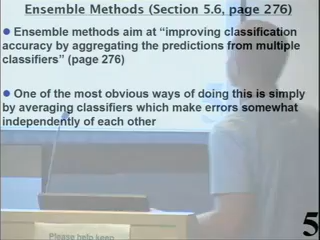 Ensemble Methods (Section 5.6, page 276)
Ensemble methods aim at “improving classification
accuracy by aggregating the predictions from multiple
classifiers” (page 276)
One of the most obvious ways of doing this is simply
by averaging classifiers which make errors somewhat
independently of each other
Please help keep
5